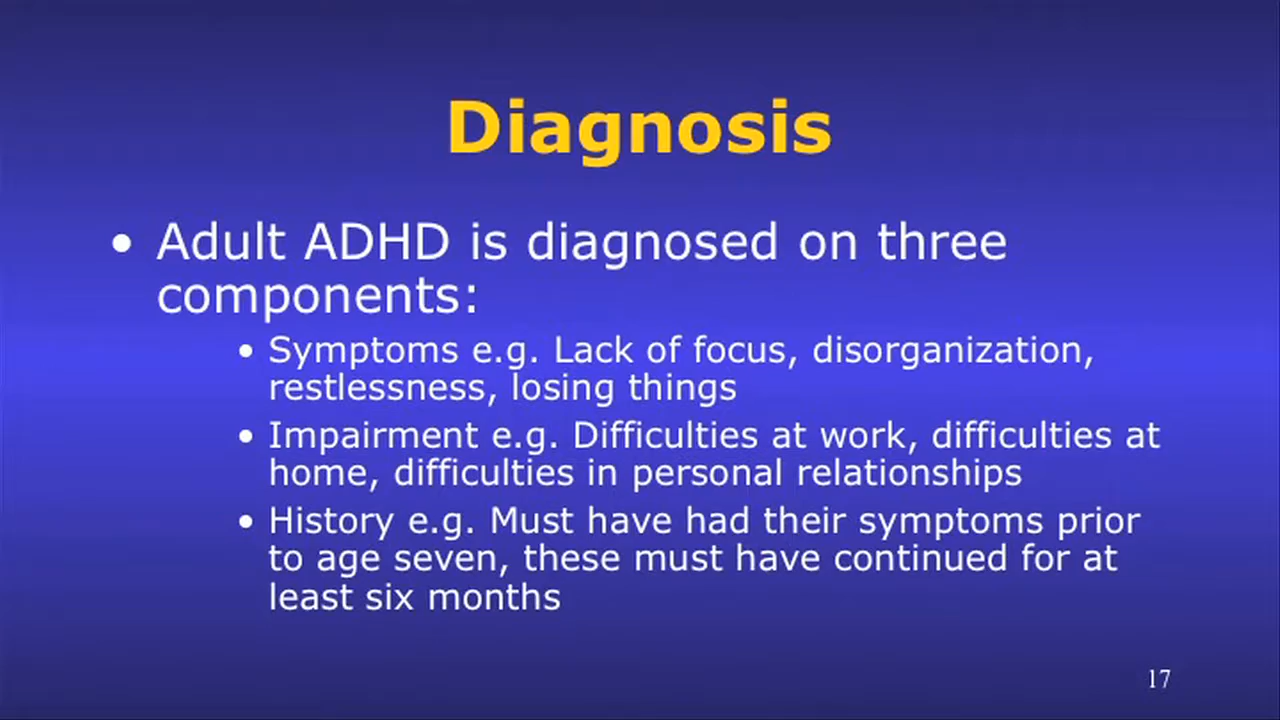 Diagnosis
• Adult ADHD is diagnosed on three
components:
• Symptoms e.g. Lack of focus, disorganization,
restlessness, losing things
• Impairment e.g. Difficulties at work, difficulties at
home, difficulties in personal relationships
• History e.g. Must have had their symptoms prior
to age seven, these must have continued for at
least six months
17